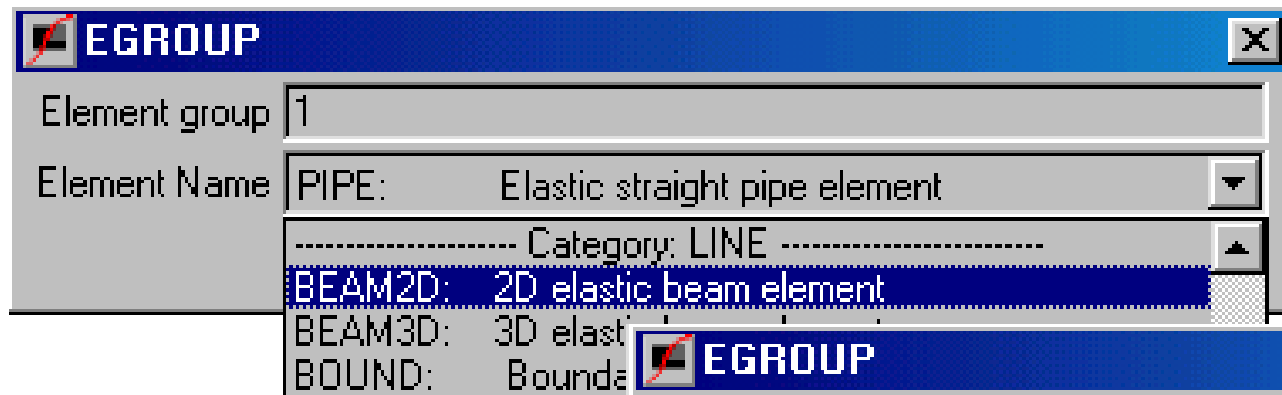 EGROUP
Element group 1
Element Name PIPE: Elastic straight pipe element
---------------------- Category: LINE -------------------------
BEAM2D: 2D elastic beam element
BEAM3D: 3D elast
BOUND: Bounda
EGROUP